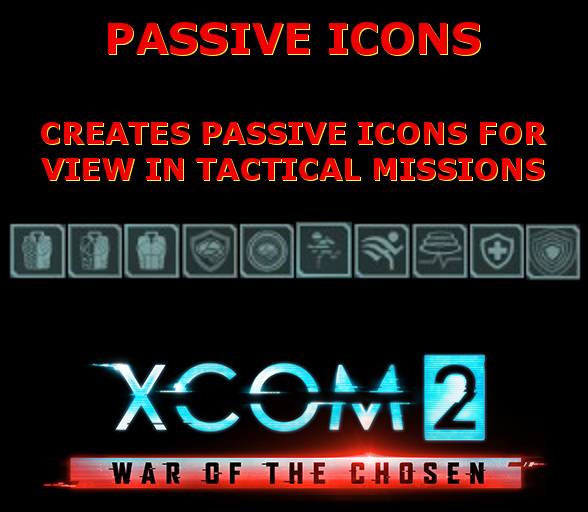 PASSIVE ICONS
CREATES PASSIVE ICONS FOR
VIEW IN TACTICAL MISSIONS
XCOM 2
WAR OF THE CHOSEN